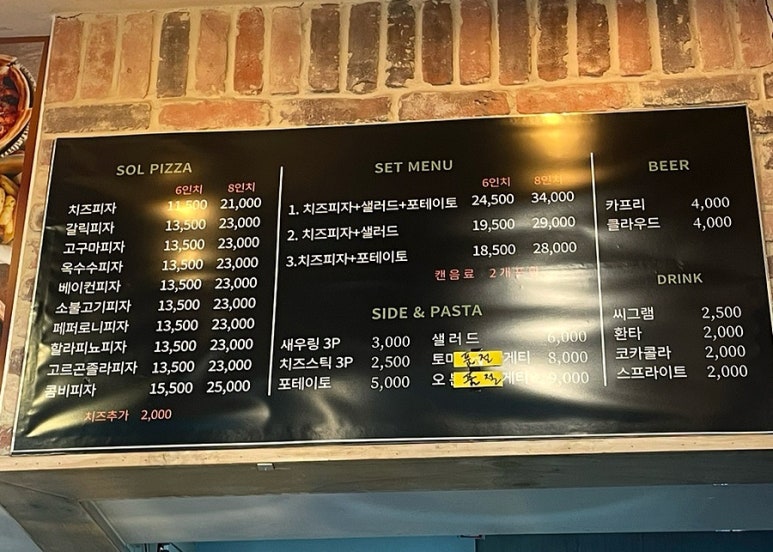 SOL PIZZA
6인치 8인치
치즈피자 11,500 21,000
갈릭피자 13,500 23,000
고구마피자 13,500 23,000
옥수수피자 13,500 23,000
베이컨피자 13,500 23,000
소불고기피자 13,500 23,000
페퍼로니피자 13,500 23,000
할라피뇨피자 13,500 23,000
고르곤졸라피자 13,500 23,000
콤비피자 15,500 25,000
치즈추가 2,000
SET MENU
6인치 8인치
1. 치즈피자+샐러드+포테이토 24,500 34,000
2. 치즈피자+샐러드 19,500 29,000
3.치즈피자+포테이토 18,500 28,000
캔음료 2개
SIDE & PASTA
새우링 3P 3,000
치즈스틱 3P 2,500
포테이토 5,000
샐러드 6,000
토마 품절 게티 8,000
오 품절 게티 9,000
BEER
카프리 4,000
클라우드 4,000
DRINK
씨그램 2,500
환타 2,000
코카콜라 2,000
스프라이트 2,000